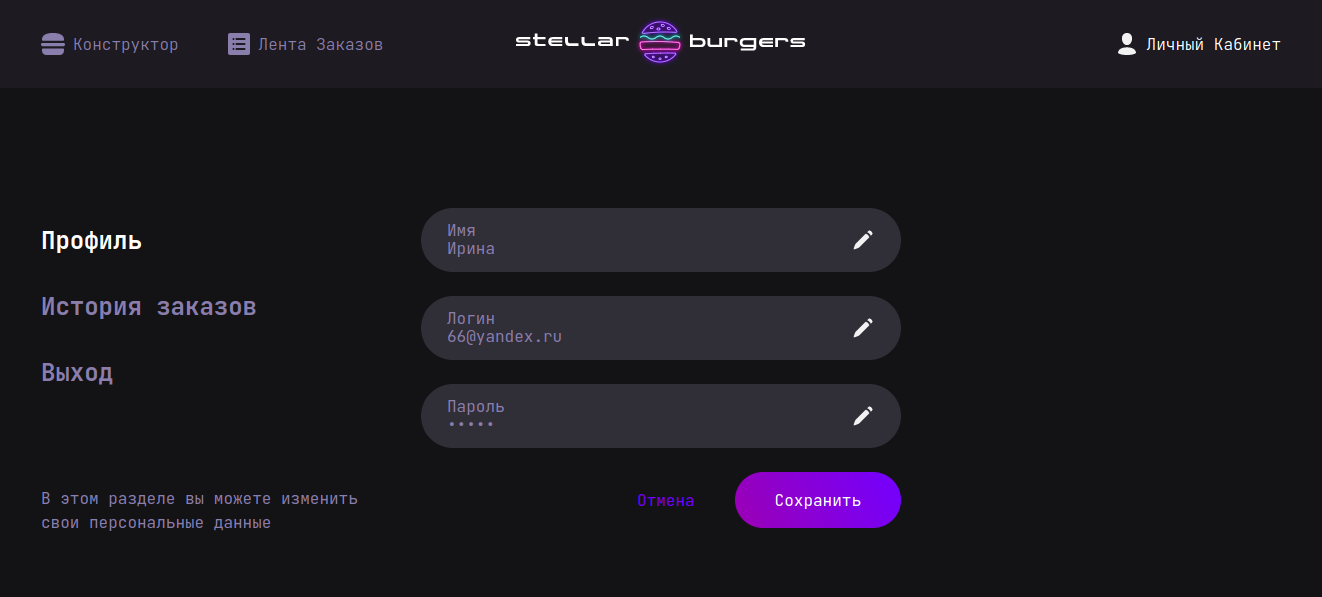 Конструктор
Лента Заказов
stellar burgers
Личный Кабинет
Профиль
История заказов
Выход
В этом разделе вы можете изменить
свои персональные данные
Имя
Ирина
Логин
66@yandex.ru
Пароль
•••••
Отмена
Сохранить